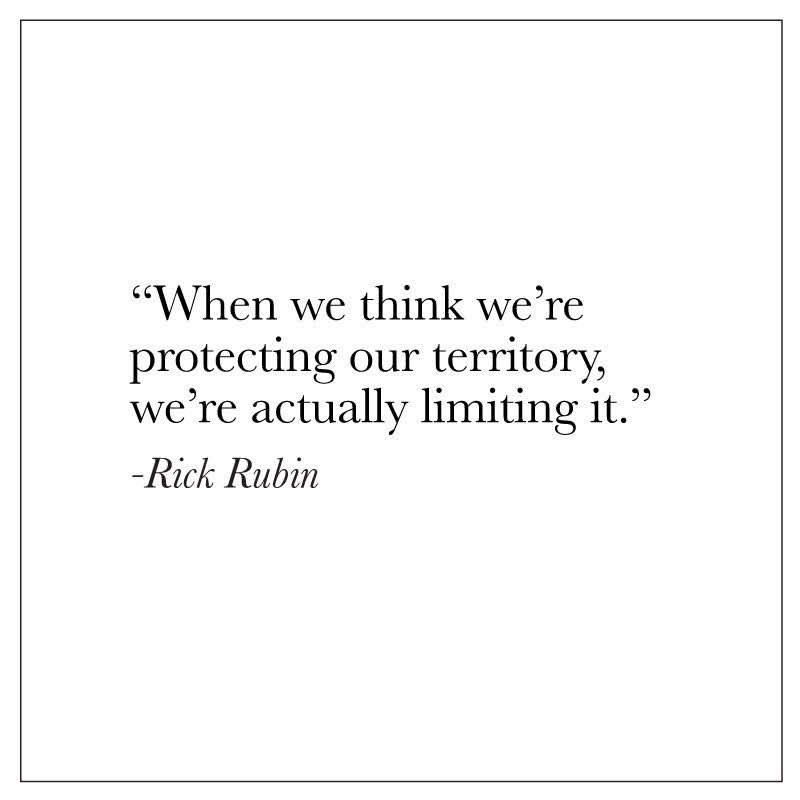 “When we think we’re
protecting our territory,
we’re actually limiting it.”
-Rick Rubin